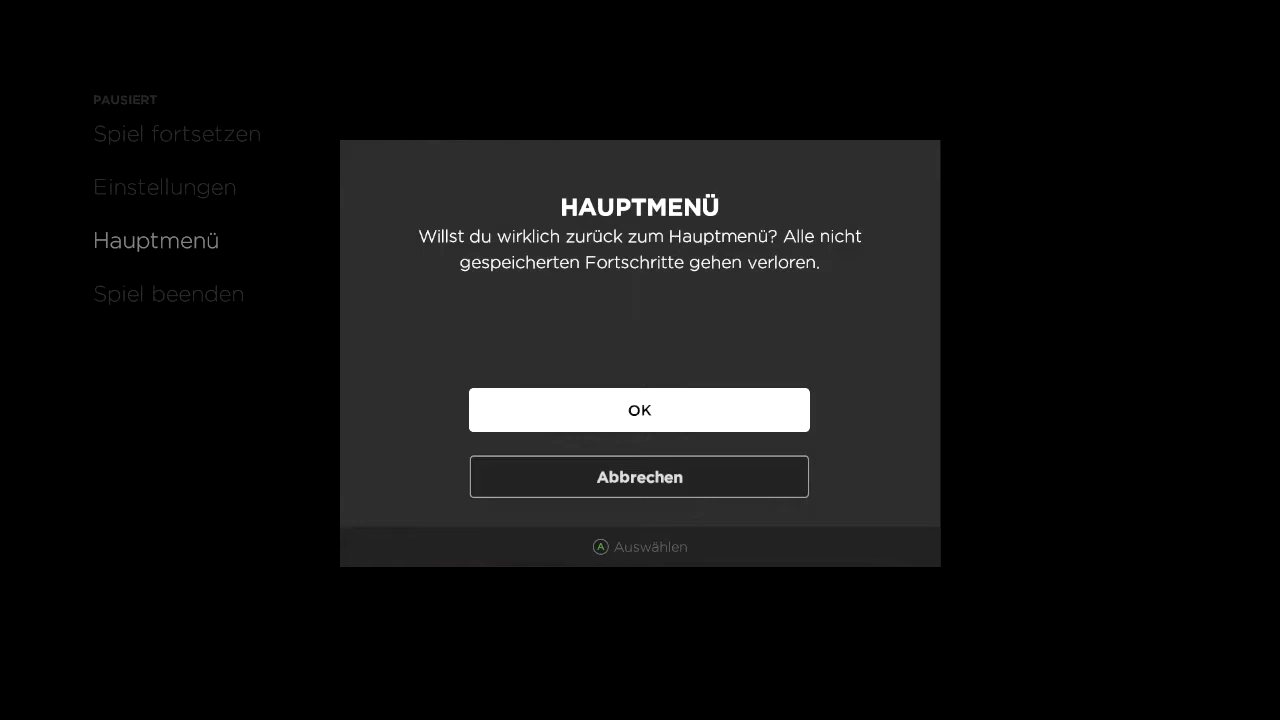 PAUSIERT
Spiel fortsetzen
Einstellungen
Hauptmenü
Spiel beenden
HAUPTMENÜ
Willst du wirklich zurück zum Hauptmenü? Alle nicht
gespeicherten Fortschritte gehen verloren.
OK
Abbrechen
A Auswählen